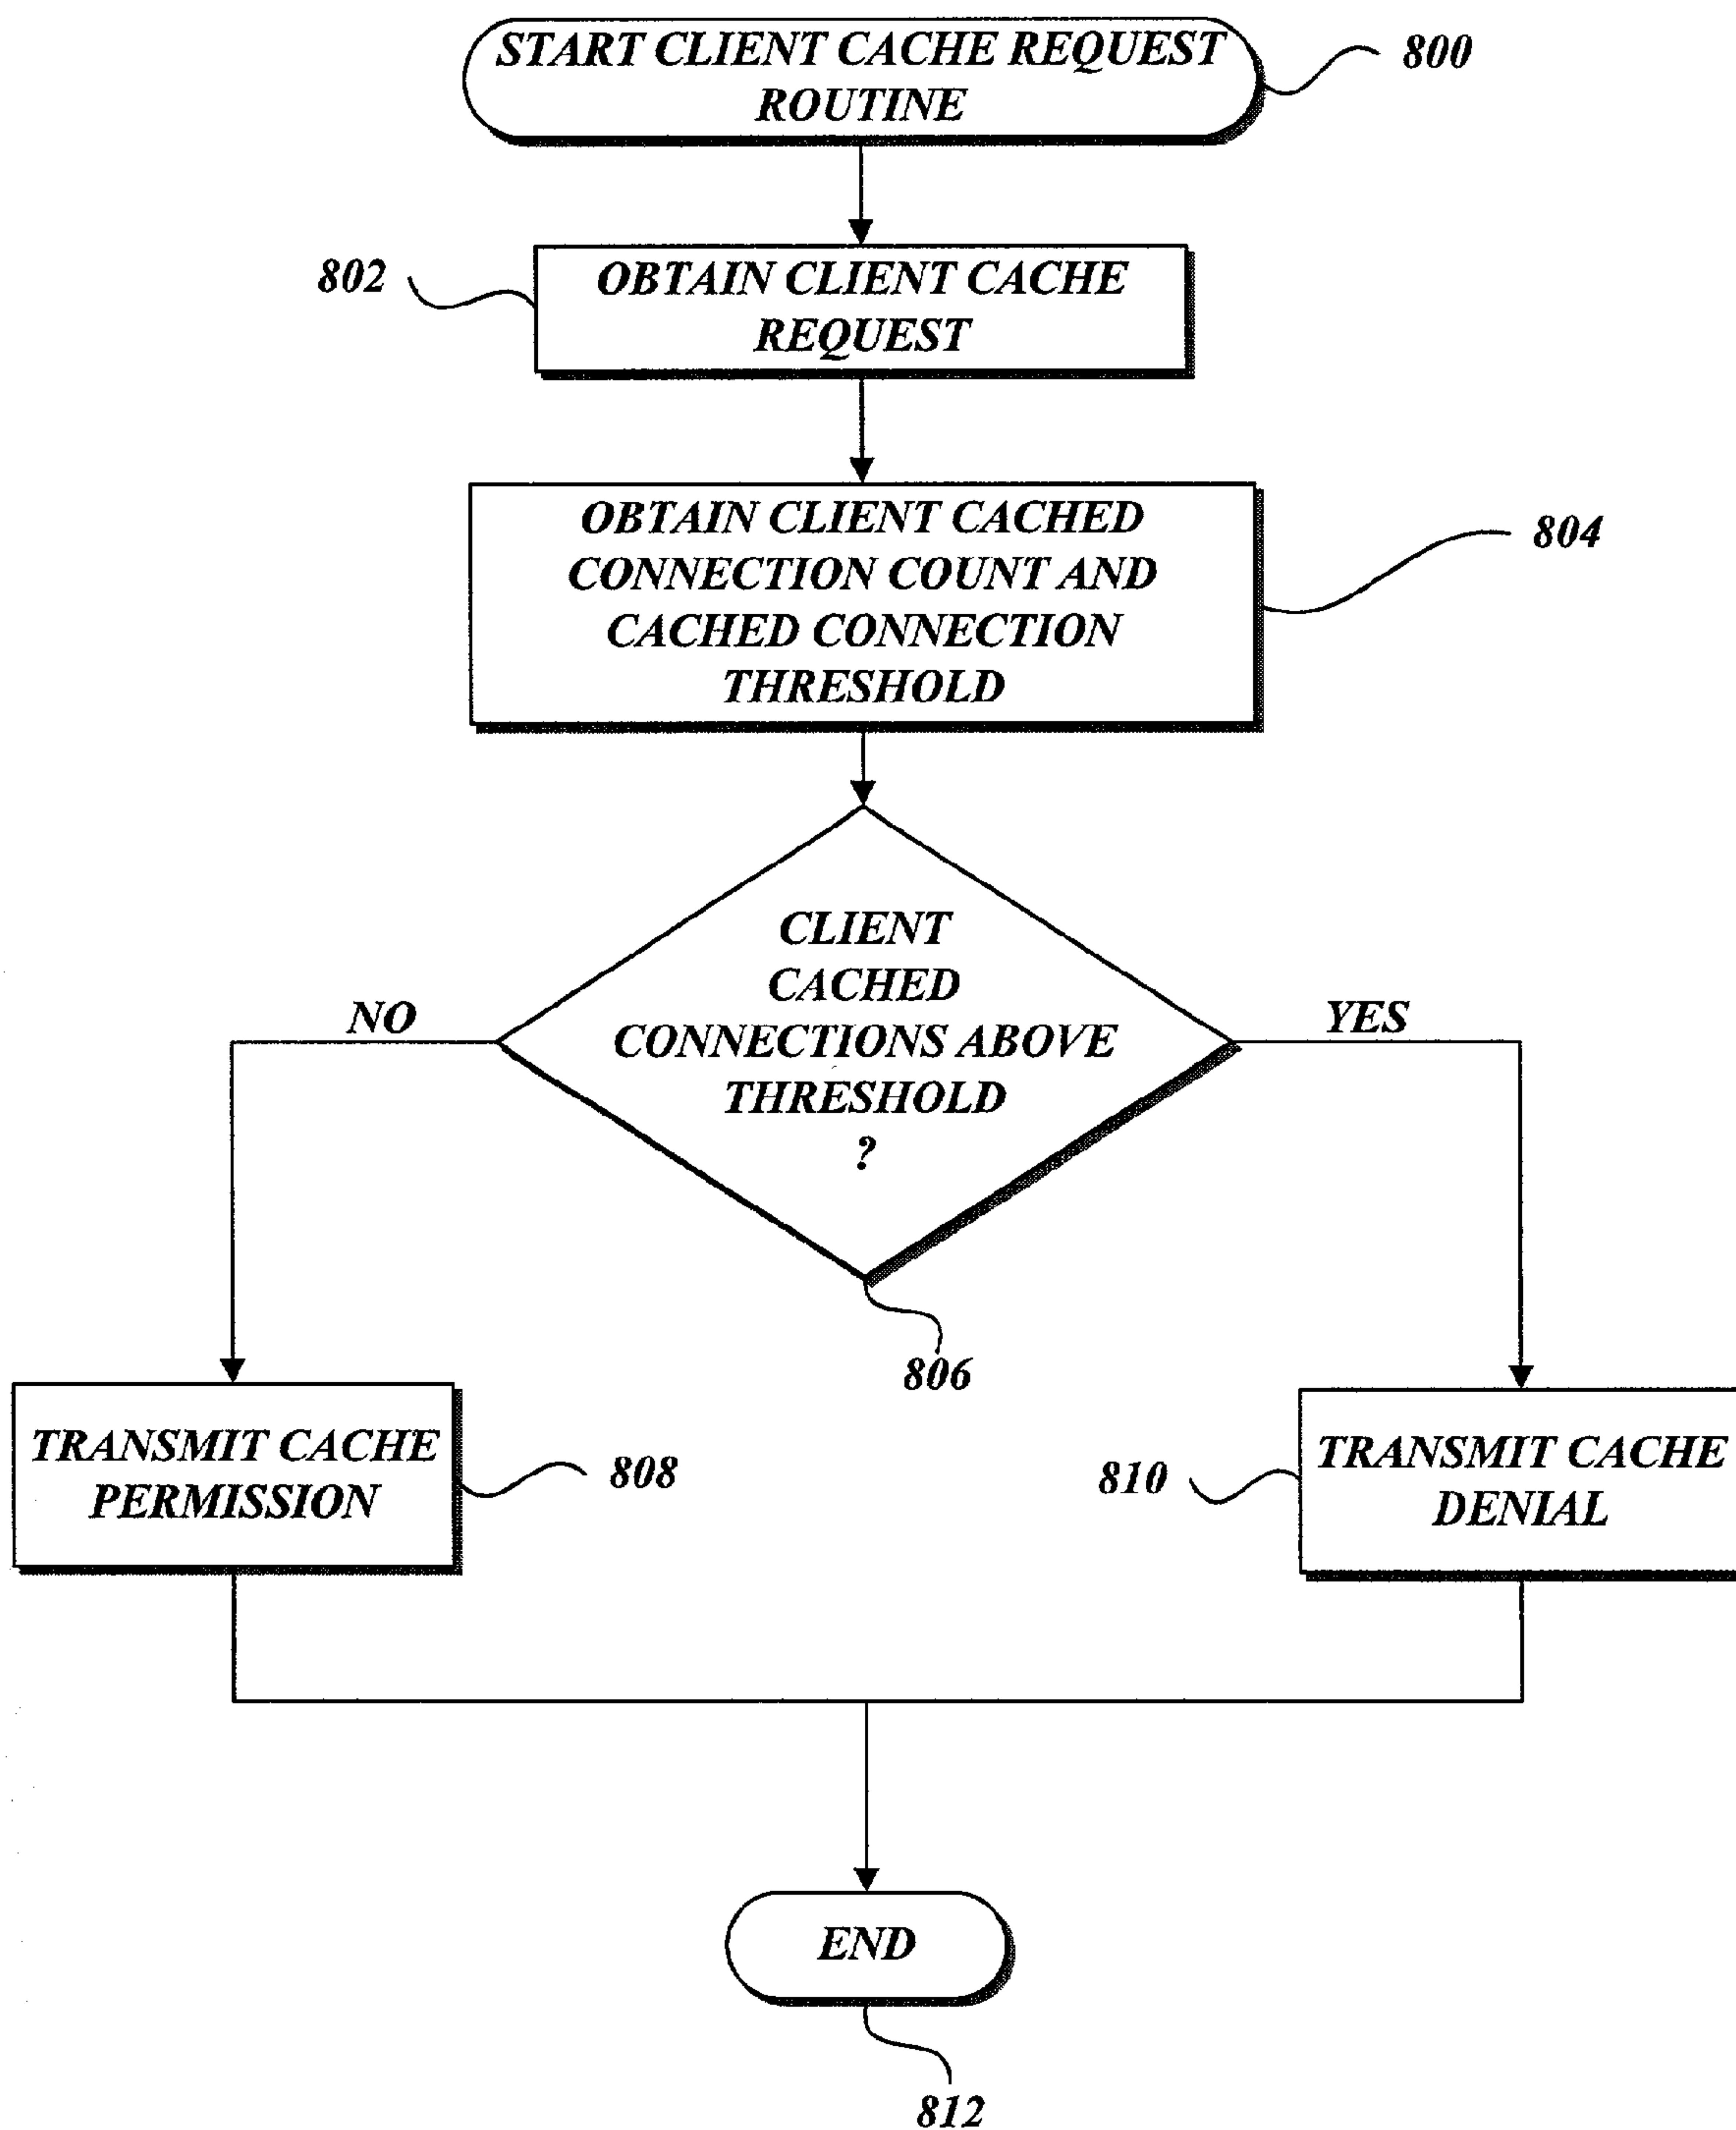 START CLIENT CACHE REQUEST
ROUTINE
800
802
OBTAIN CLIENT CACHE
REQUEST
OBTAIN CLIENT CACHED
CONNECTION COUNT AND
CACHED CONNECTION
THRESHOLD
804
CLIENT
CACHED
CONNECTIONS ABOVE
THRESHOLD
?
NO
YES
806
TRANSMIT CACHE
PERMISSION
808
810
TRANSMIT CACHE
DENIAL
END
812